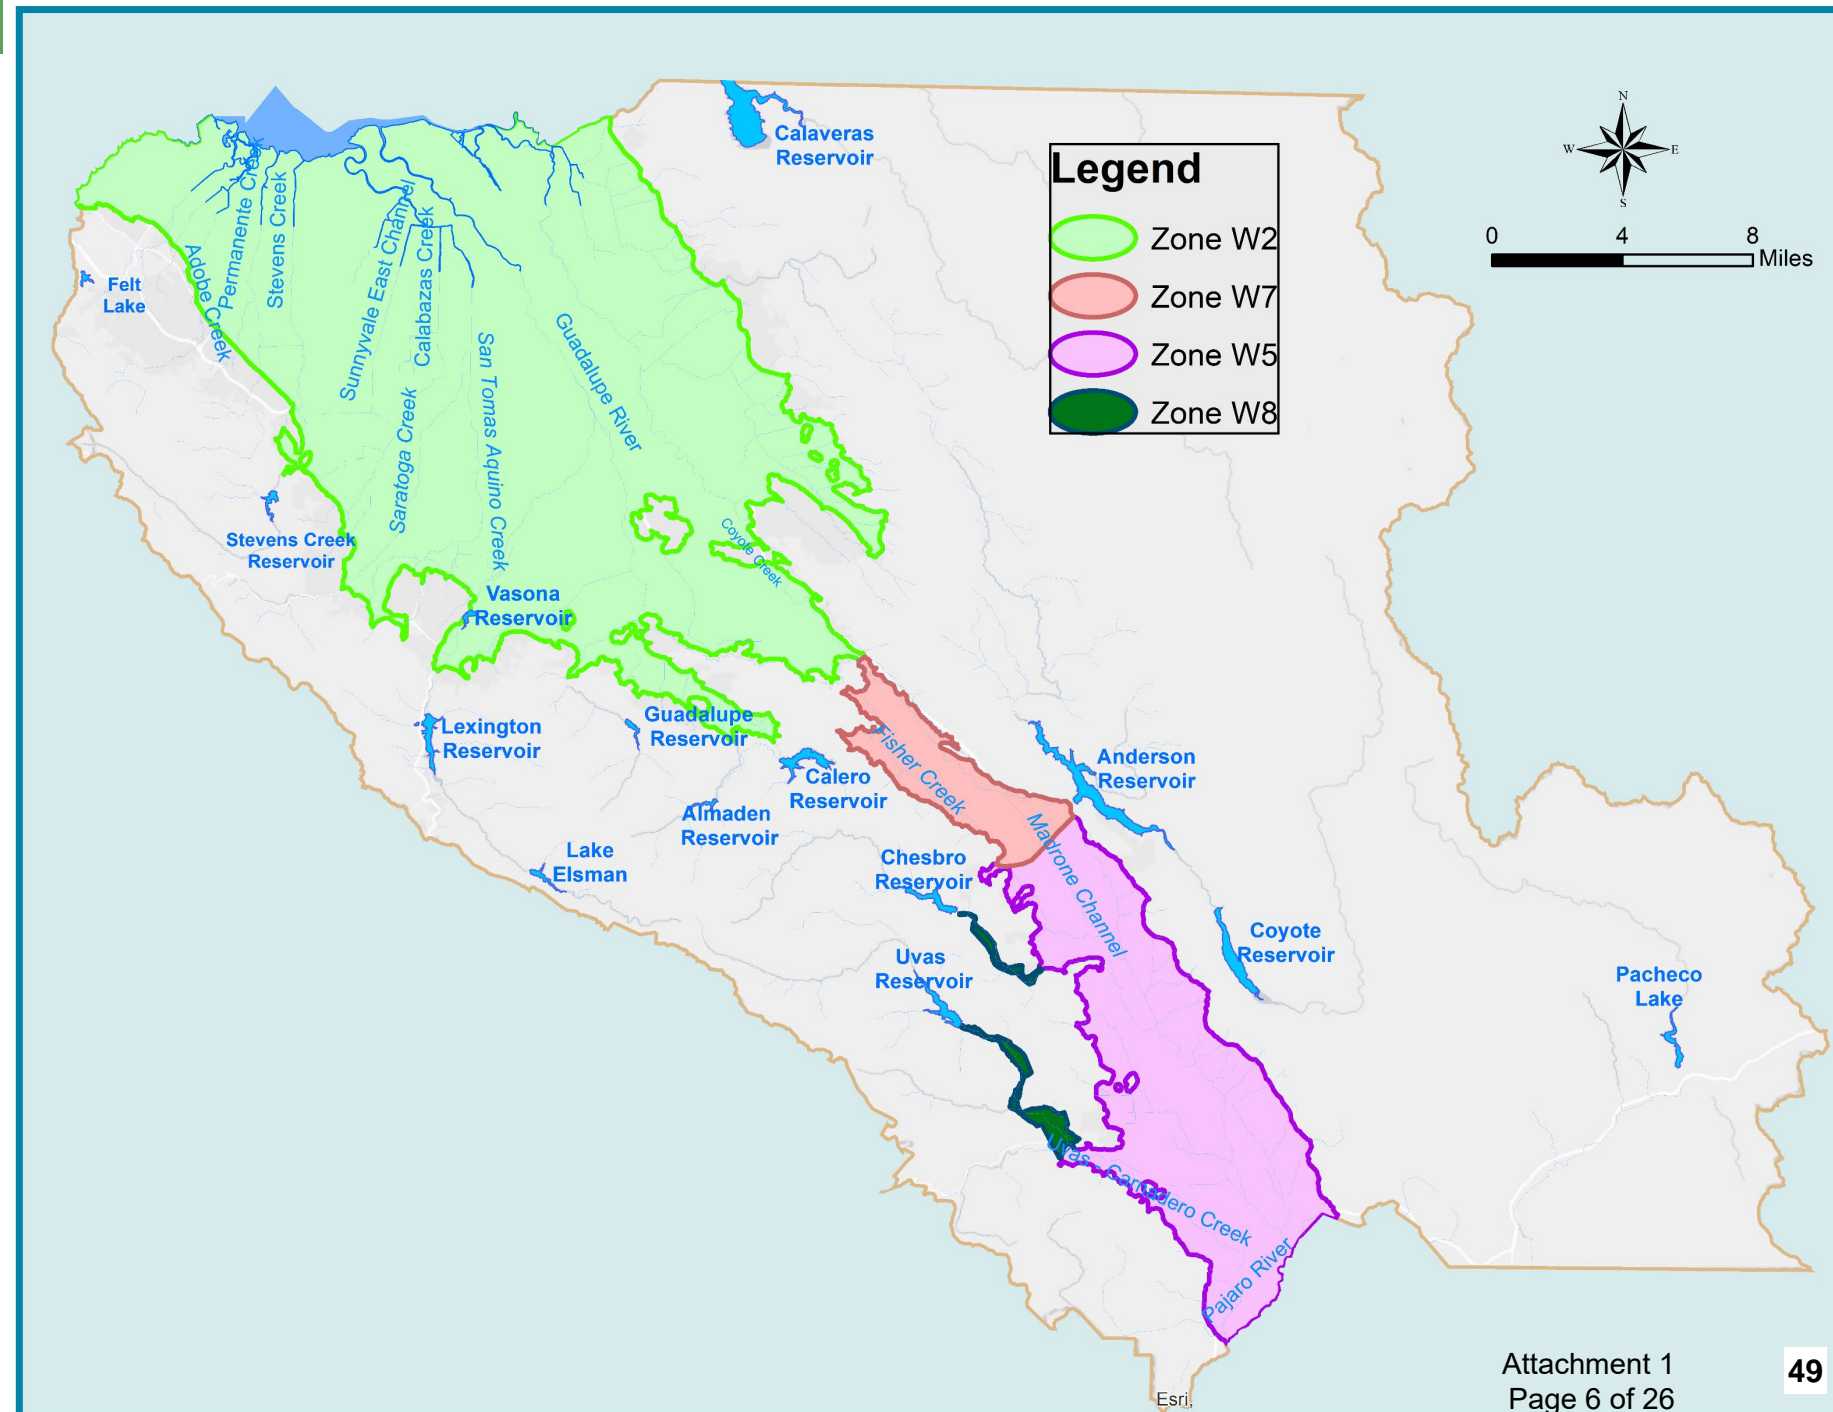 N
W
E
S
0 4 8
Miles
Legend
Zone W2
Zone W7
Zone W5
Zone W8
Calaveras
Reservoir
Permanente Creek
Stevens Creek
Adobe Creek
Sunnyvale East Channel
Calabazas Creek
Saratoga Creek
San Tomas Aquino Creek
Guadalupe River
Coyote Creek
Felt
Lake
Stevens Creek
Reservoir
Vasona
Reservoir
Lexington
Reservoir
Guadalupe
Reservoir
Calero
Reservoir
Almaden
Reservoir
Lake
Elsman
Fisher Creek
Anderson
Reservoir
Madrone Channel
Chesbro
Reservoir
Uvas
Reservoir
Coyote
Reservoir
Pacheco
Lake
Uvas - Carnadero Creek
Pajaro River
Esri,
Attachment 1
Page 6 of 26
49